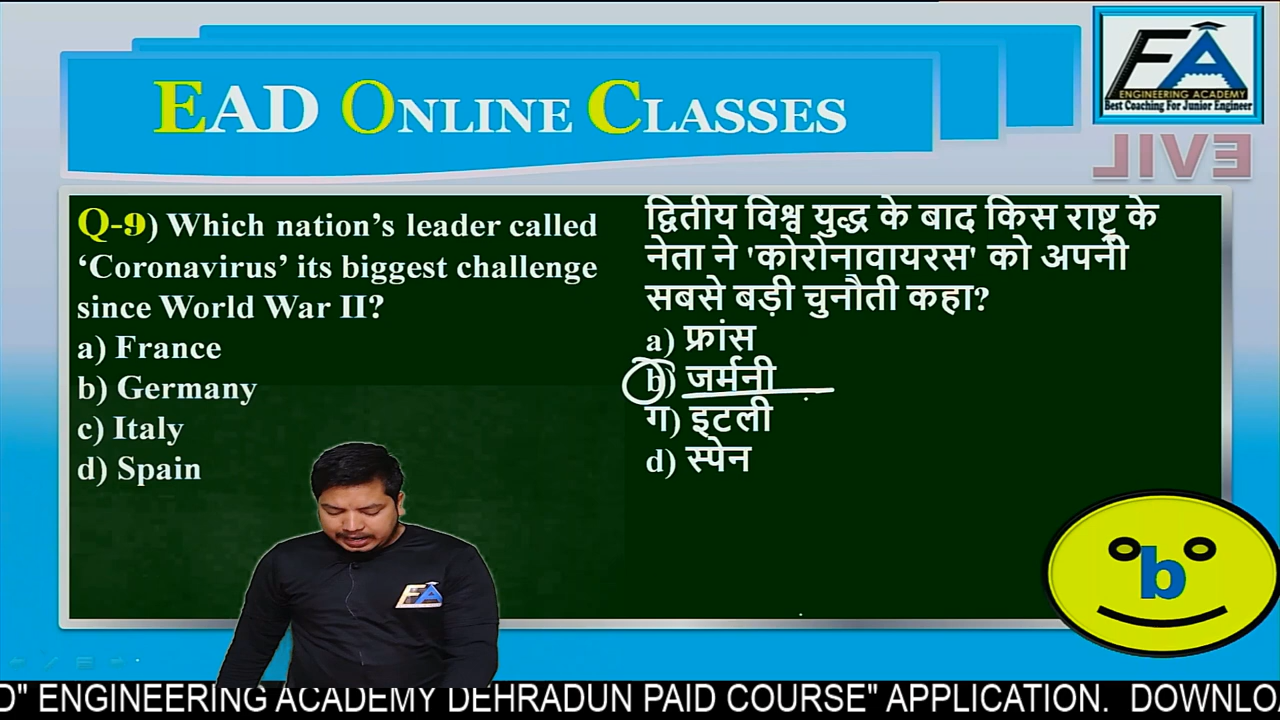 EAD ONLINE CLASSES
FA
ENGINEERING ACADEMY
Best Coaching For Junior Engineer
LIVE
Q-9) Which nation's leader called
'Coronavirus' its biggest challenge
since World War II?
a) France
b) Germany
c) Italy
d) Spain
द्वितीय विश्व युद्ध के बाद किस राष्ट्र के
नेता ने 'कोरोनावायरस' को अपनी
सबसे बड़ी चुनौती कहा?
a) फ्रांस
b) जर्मनी
ग) इटली
d) स्पेन
FA
b
D" ENGINEERING ACADEMY DEHRADUN PAID COURSE" APPLICATION. DOWNLO